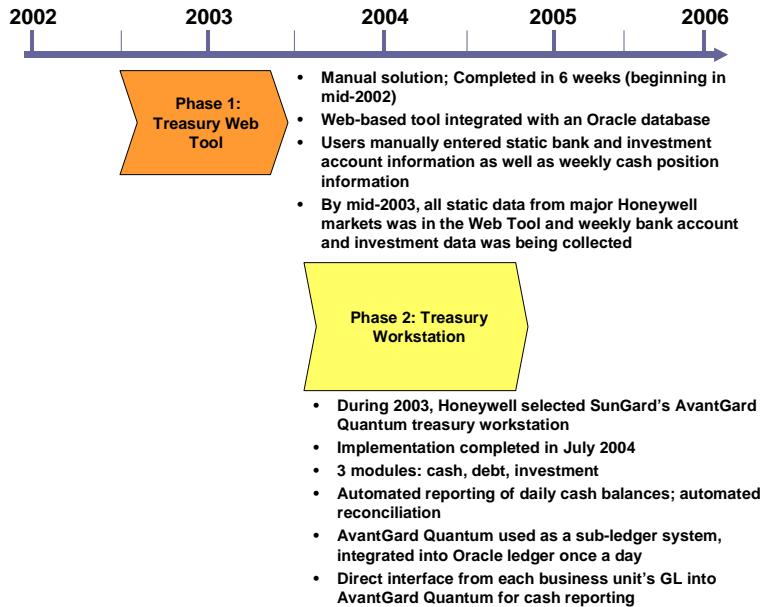 2002 2003 2004 2005 2006
Phase 1:
Treasury Web
Tool
• Manual solution; Completed in 6 weeks (beginning in
mid-2002)
• Web-based tool integrated with an Oracle database
• Users manually entered static bank and investment
account information as well as weekly cash position
information
• By mid-2003, all static data from major Honeywell
markets was in the Web Tool and weekly bank account
and investment data was being collected
Phase 2: Treasury
Workstation
• During 2003, Honeywell selected SunGard’s AvantGard
Quantum treasury workstation
• Implementation completed in July 2004
• 3 modules: cash, debt, investment
• Automated reporting of daily cash balances; automated
reconciliation
• AvantGard Quantum used as a sub-ledger system,
integrated into Oracle ledger once a day
• Direct interface from each business unit’s GL into
AvantGard Quantum for cash reporting